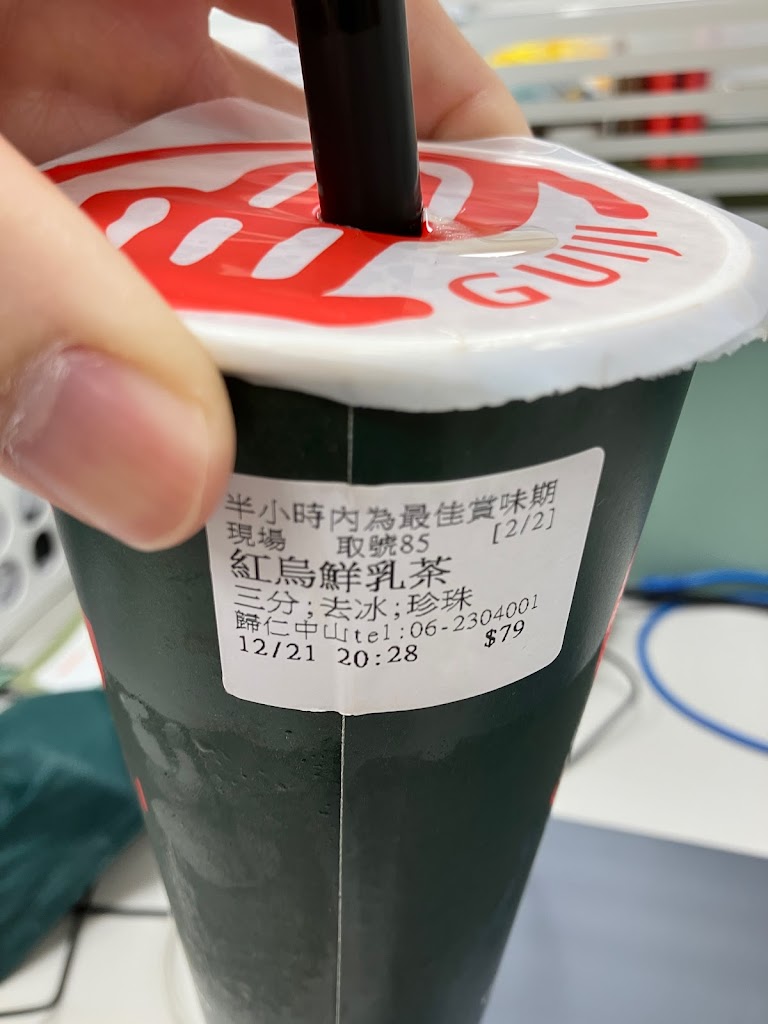 GUIJI
半小時內為最佳賞味期
現場 取號85 [2/2]
紅烏鮮乳茶
三分;去冰;珍珠
歸仁中山tel:06-2304001
12/21 20:28 $79